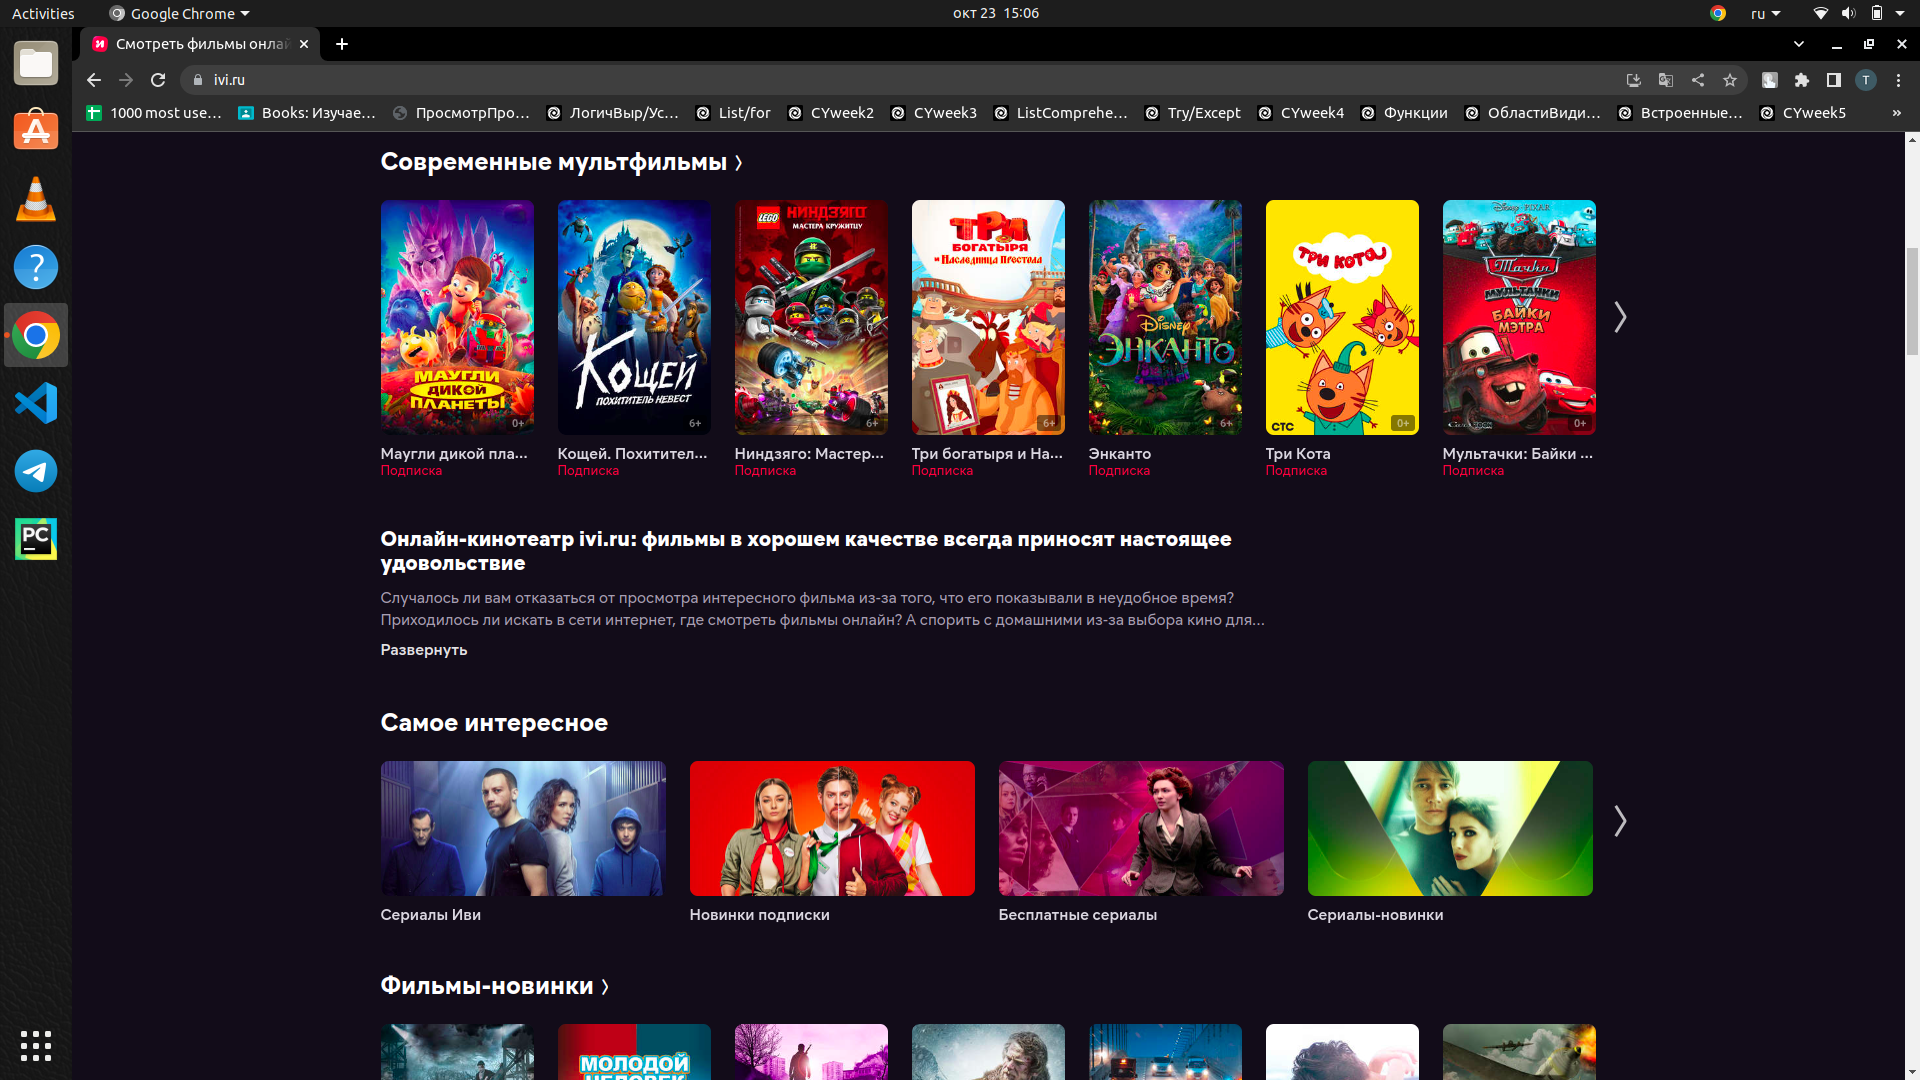 Activities
Google Chrome
окт 23 15:06
ru
Смотреть фильмы онлай
ivi.ru
T
1000 most use...
Books: Изучае...
ПросмотрПро...
ЛогичВыр/Ус...
List/for
CYweek2
CYweek3
ListComprehe...
Try/Except
CYweek4
Функции
ОбластиВиди...
Встроенные...
CYweek5
»
PC
Современные мультфильмы
МАУГЛИ
ДИКОЙ
ПЛАНЕТЫ
0+
КОЩЕЙ
ПОХИТИТЕЛЬ НЕВЕСТ
6+
LEGO НИНДЗЯГО
МАСТЕРА КРУЖИТЦУ
6+
ТРИ
БОГАТЫРЯ
и Наследница Престола
6+
Disney
ЭНКАНТО
6+
ТРИ КОТА
СТС
0+
Disney · PIXAR
Тачки
МУЛЬТАЧКИ
БАЙКИ
МЭТРА
0+
Маугли дикой пла...
Подписка
Кощей. Похитител...
Подписка
Ниндзяго: Мастер...
Подписка
Три богатыря и На...
Подписка
Энканто
Подписка
Три Кота
Подписка
Мультачки: Байки ...
Подписка
Онлайн-кинотеатр ivi.ru: фильмы в хорошем качестве всегда приносят настоящее
удовольствие
Случалось ли вам отказаться от просмотра интересного фильма из-за того, что его показывали в неудобное время?
Приходилось ли искать в сети интернет, где смотреть фильмы онлайн? А спорить с домашними из-за выбора кино для...
Развернуть
Самое интересное
Сериалы Иви
Новинки подписки
Бесплатные сериалы
Сериалы-новинки
Фильмы-новинки
МОЛОДОЙ
ЧЕЛОВЕК